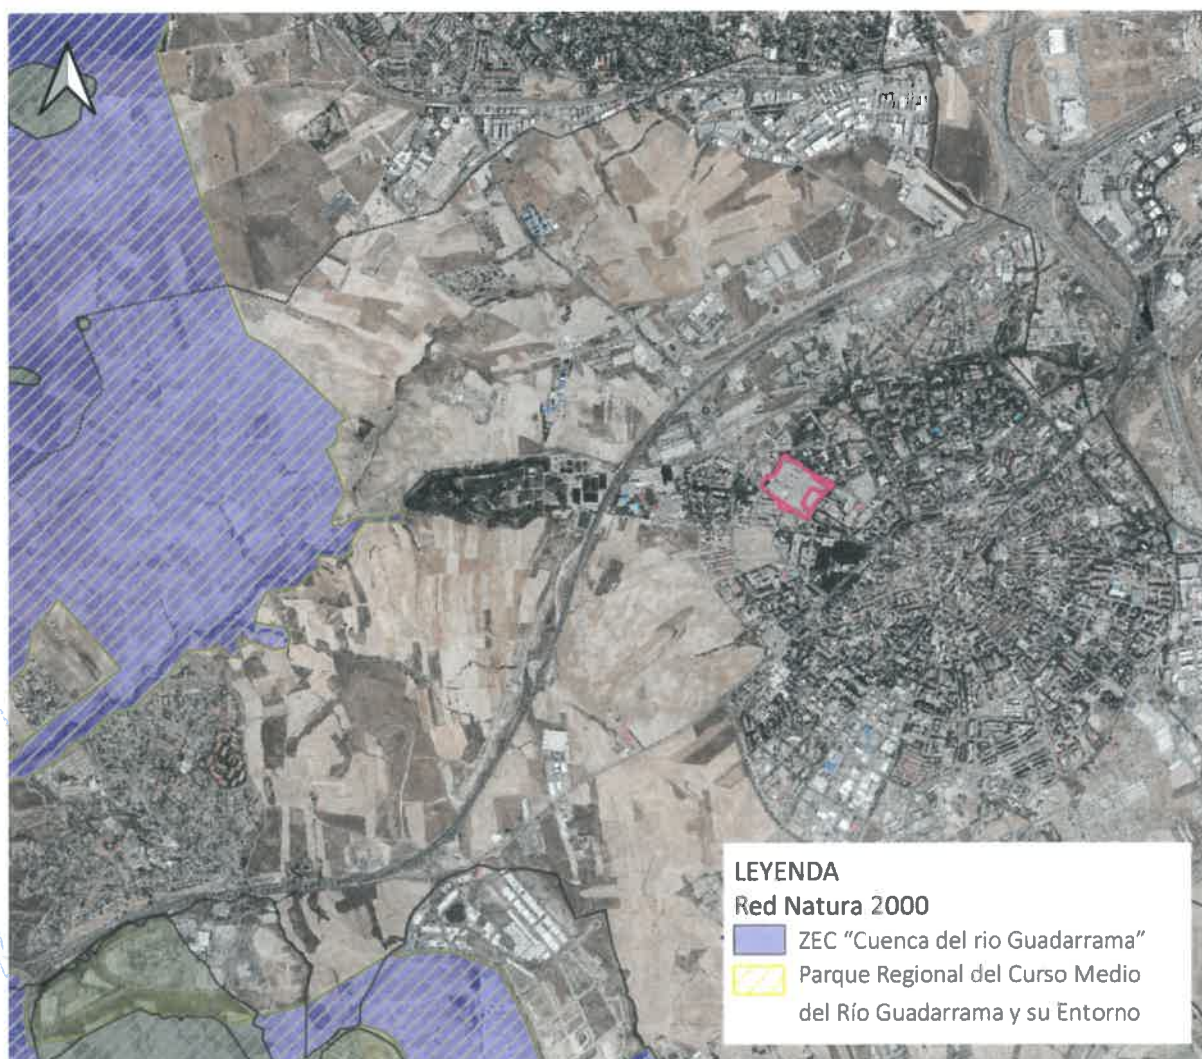 LEYENDA
Red Natura 2000
ZEC “Cuenca del rio Guadarrama”
Parque Regional del Curso Medio
del Río Guadarrama y su Entorno